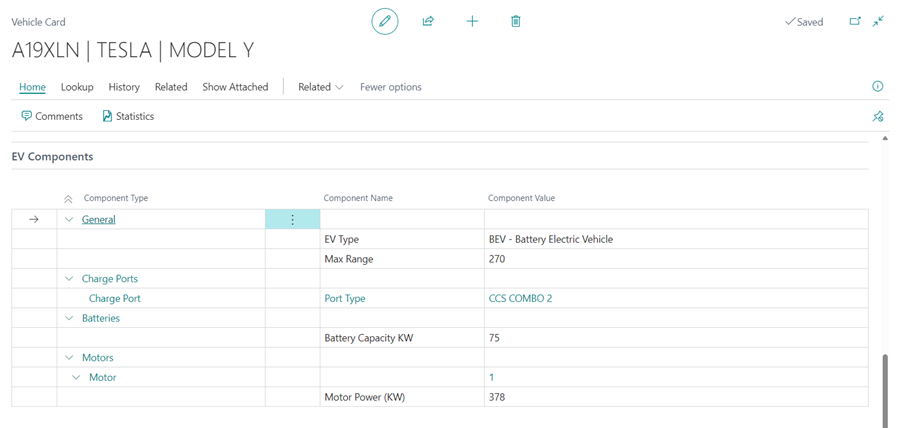 Vehicle Card
Saved
A19XLN | TESLA | MODEL Y
Home Lookup History Related Show Attached Related Fewer options
Comments Statistics
EV Components
Component Type Component Name Component Value
General
EV Type BEV - Battery Electric Vehicle
Max Range 270
Charge Ports
Charge Port Port Type CCS COMBO 2
Batteries
Battery Capacity KW 75
Motors
Motor 1
Motor Power (KW) 378